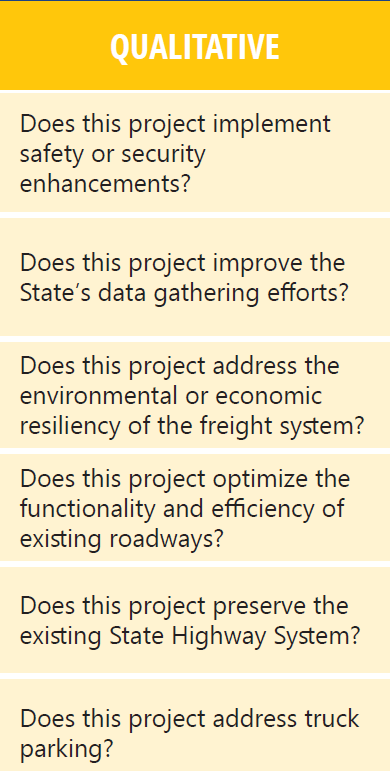 QUALITATIVE
Does this project implement
safety or security
enhancements?
Does this project improve the
State’s data gathering efforts?
Does this project address the
environmental or economic
resiliency of the freight system?
Does this project optimize the
functionality and efficiency of
existing roadways?
Does this project preserve the
existing State Highway System?
Does this project address truck
parking?